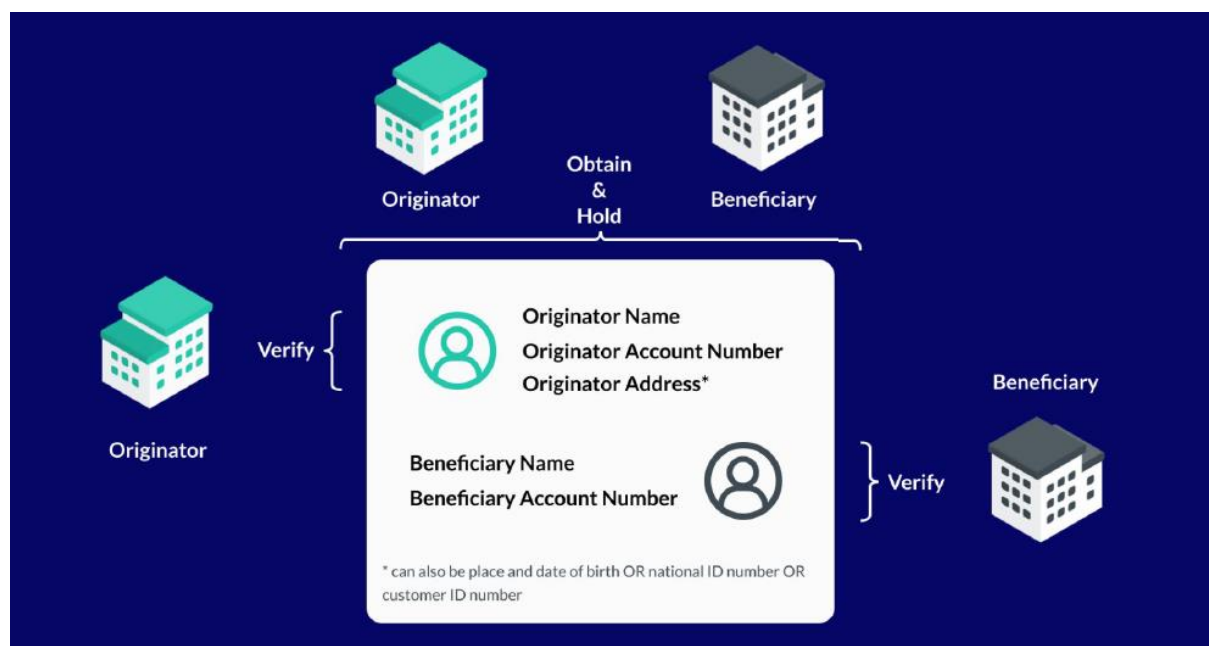 Originator
Obtain
&
Hold
Beneficiary
Originator
Verify
Originator Name
Originator Account Number
Originator Address*
Beneficiary Name
Beneficiary Account Number
* can also be place and date of birth OR national ID number OR
customer ID number
Beneficiary
Verify